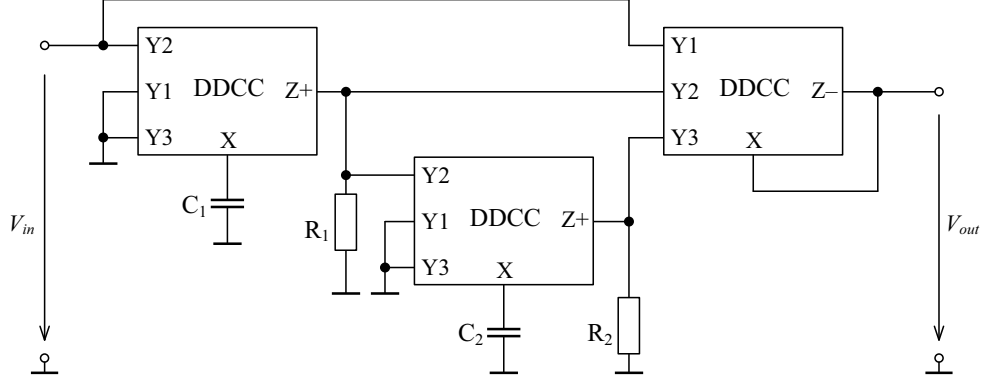 Y2
Y1
Y3
DDCC
Z+
X
C1
R1
Vin
Y2
Y1
Y3
DDCC
Z+
X
C2
R2
Y1
Y2
Y3
DDCC
Z–
X
Vout